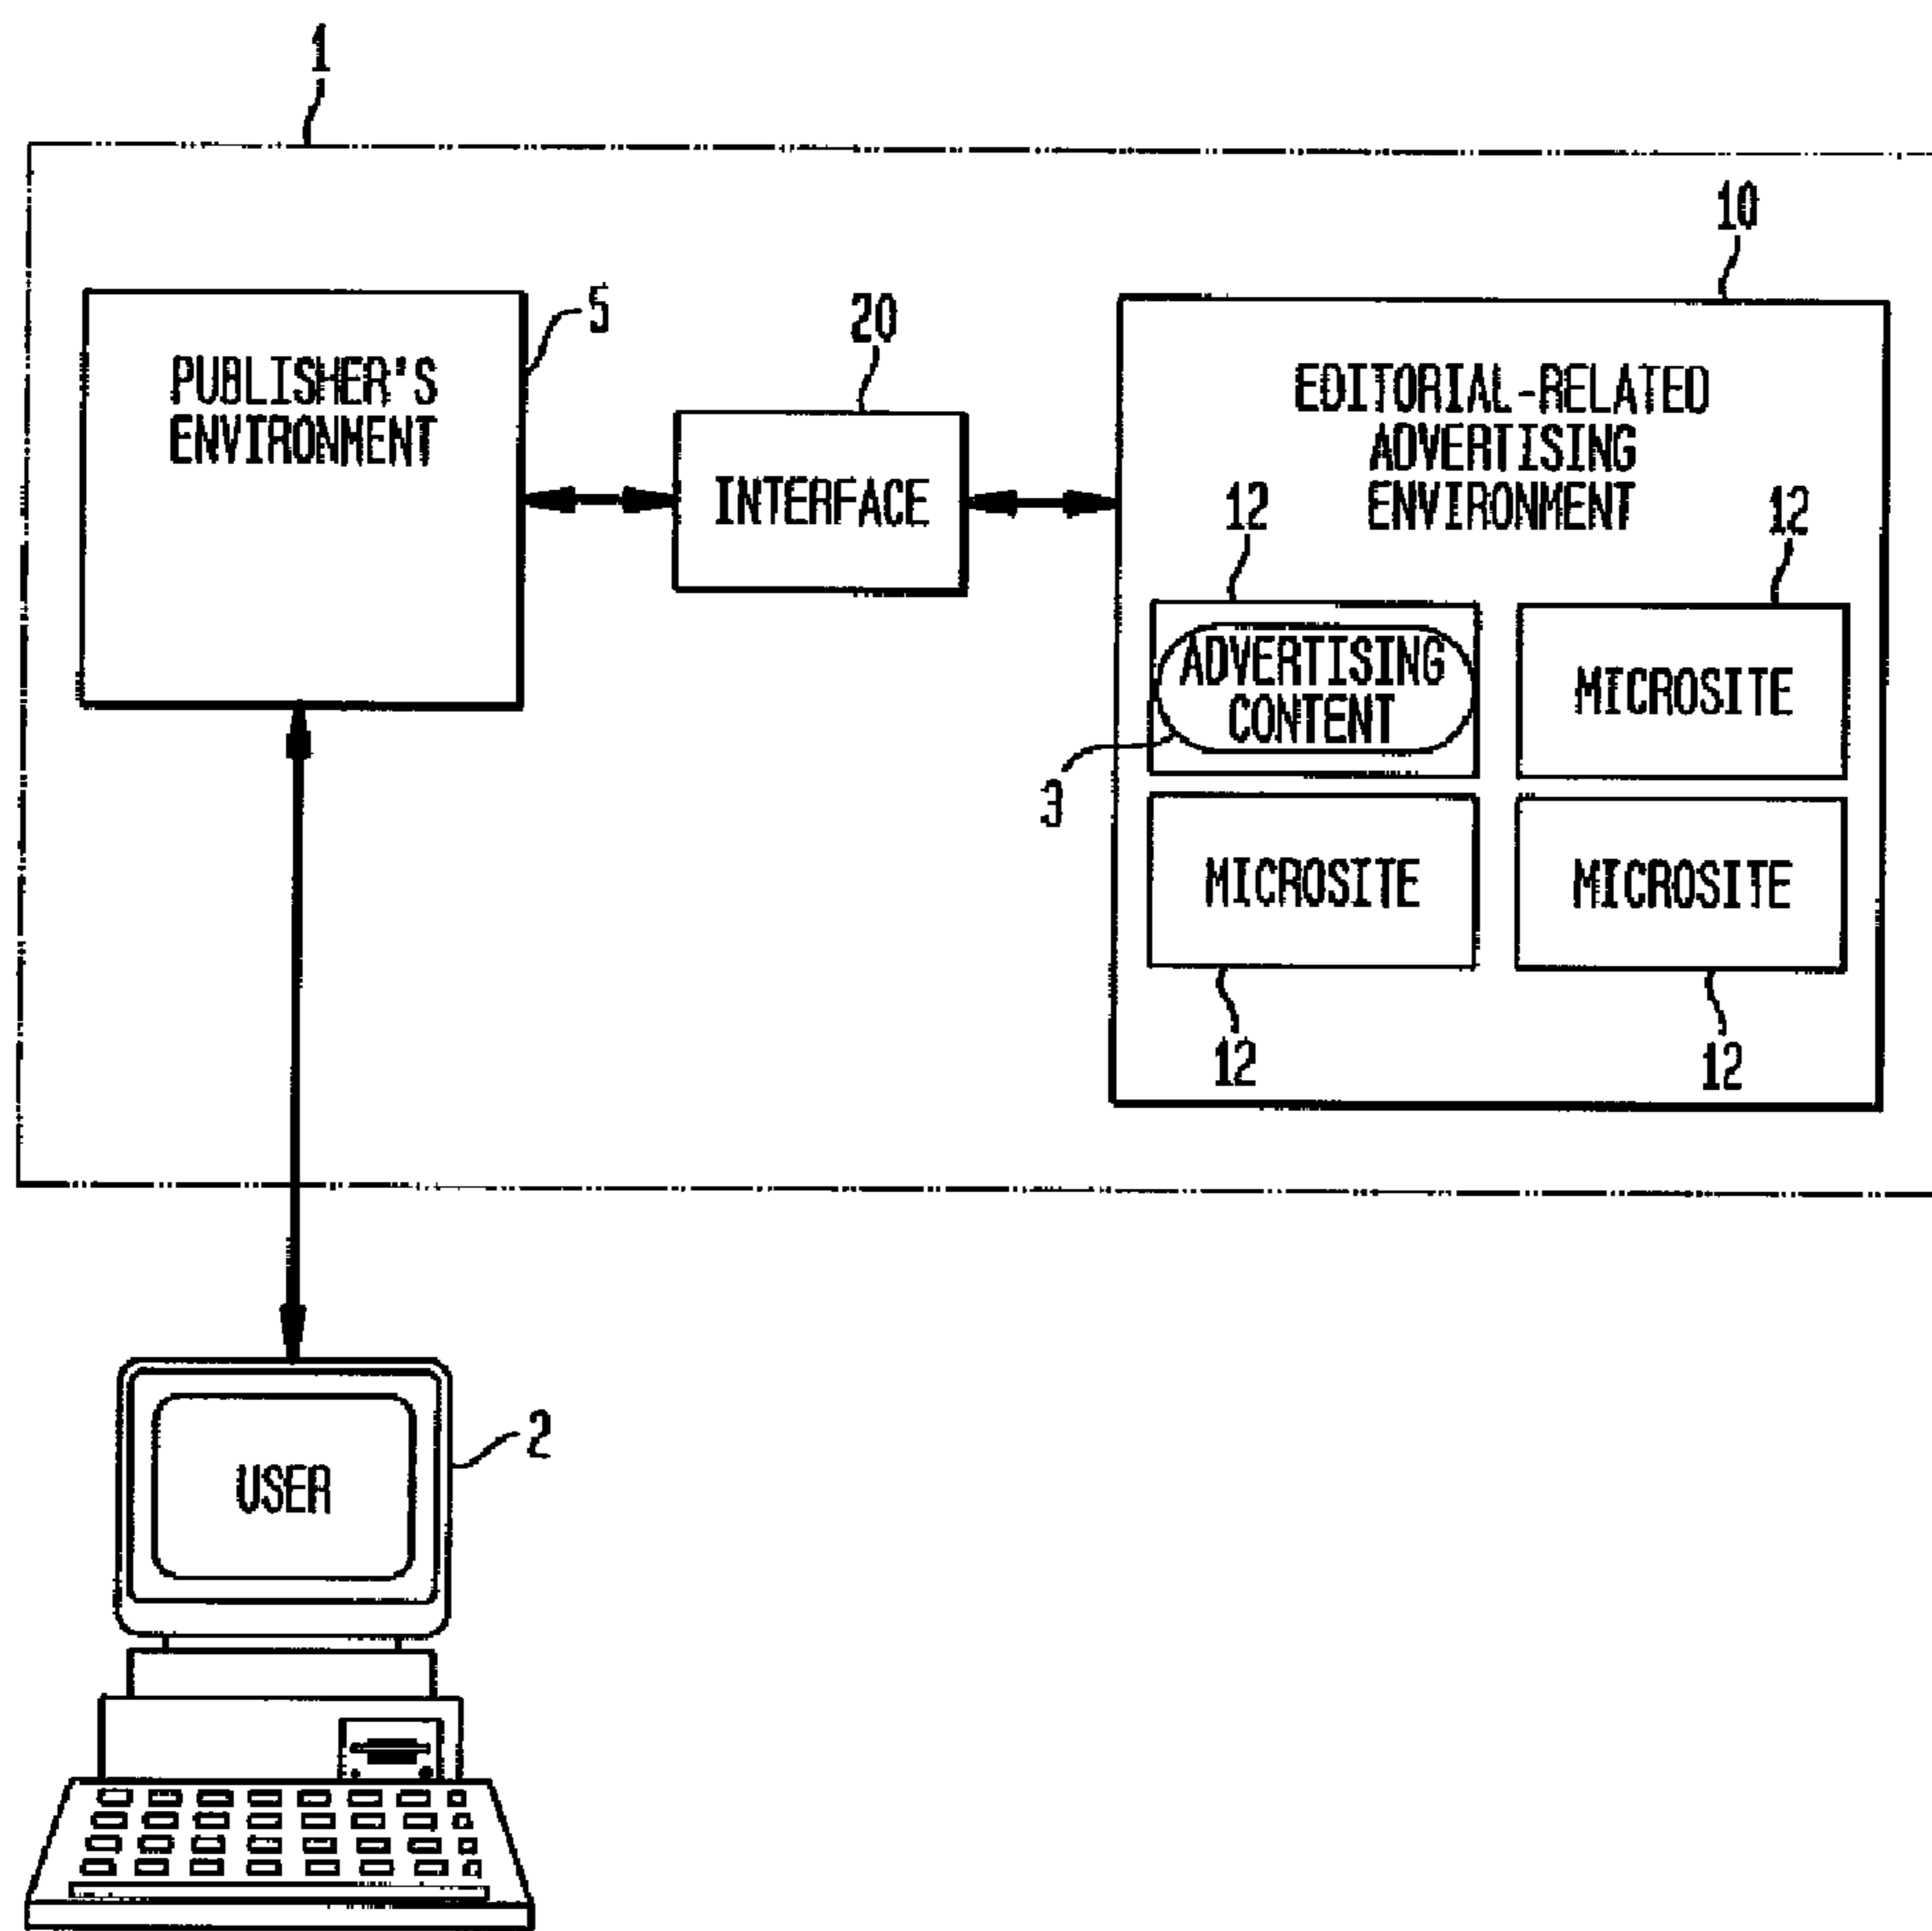 1
10
5
20
PUBLISHER'S
ENVIRONMENT
INTERFACE
EDITORIAL-RELATED
ADVERTISING
ENVIRONMENT
12
12
ADVERTISING
CONTENT
MICROSITE
3
MICROSITE
MICROSITE
12
12
2
USER